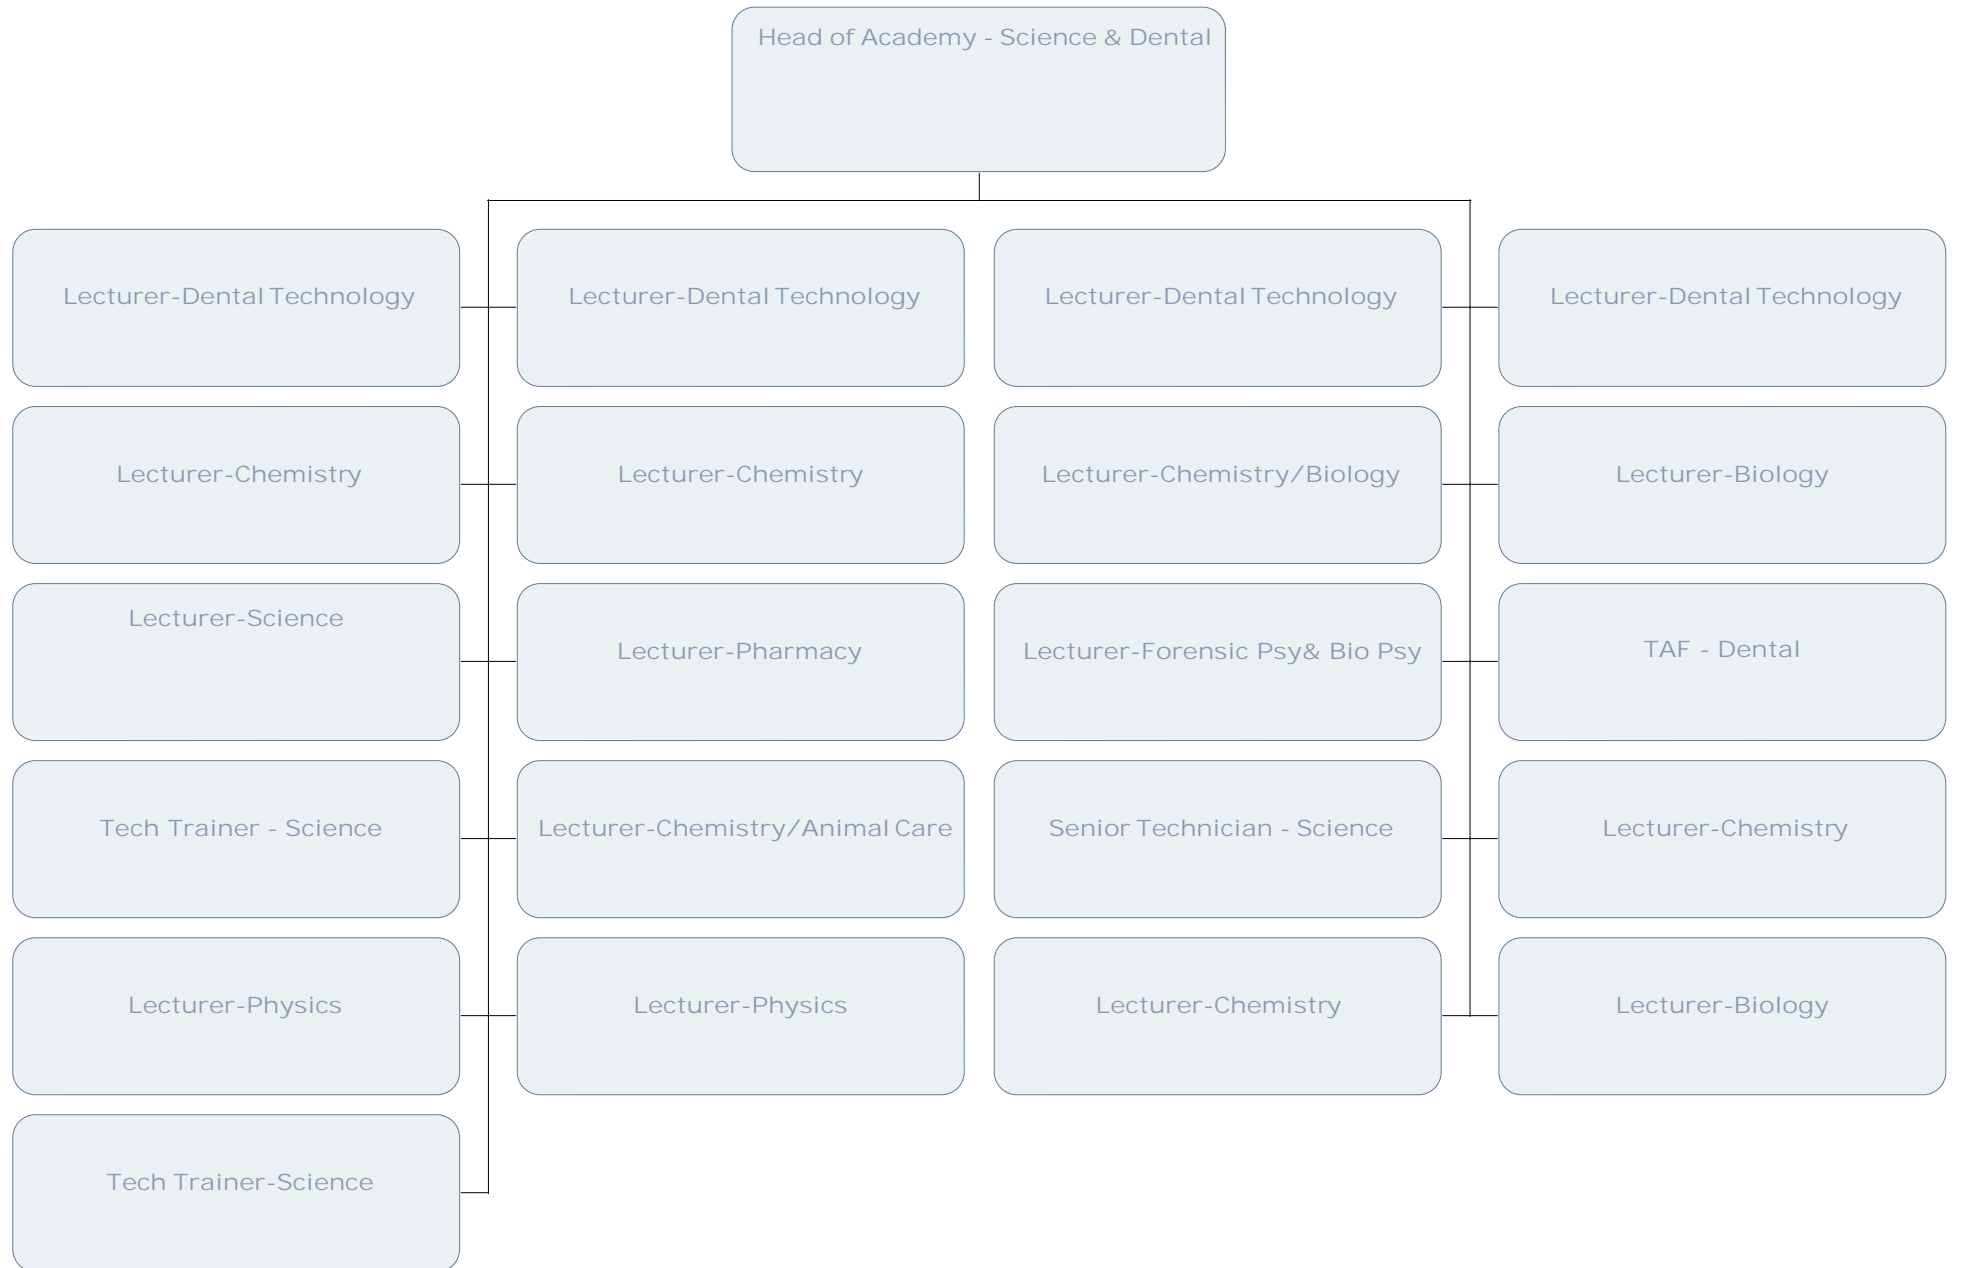 Head of Academy - Science & Dental
Lecturer-Dental Technology
Lecturer-Dental Technology
Lecturer-Dental Technology
Lecturer-Dental Technology
Lecturer-Chemistry
Lecturer-Chemistry
Lecturer-Chemistry/Biology
Lecturer-Biology
Lecturer-Science
Lecturer-Pharmacy
Lecturer-Forensic Psy& Bio Psy
TAF - Dental
Tech Trainer - Science
Lecturer-Chemistry/Animal Care
Senior Technician - Science
Lecturer-Chemistry
Lecturer-Physics
Lecturer-Physics
Lecturer-Chemistry
Lecturer-Biology
Tech Trainer-Science